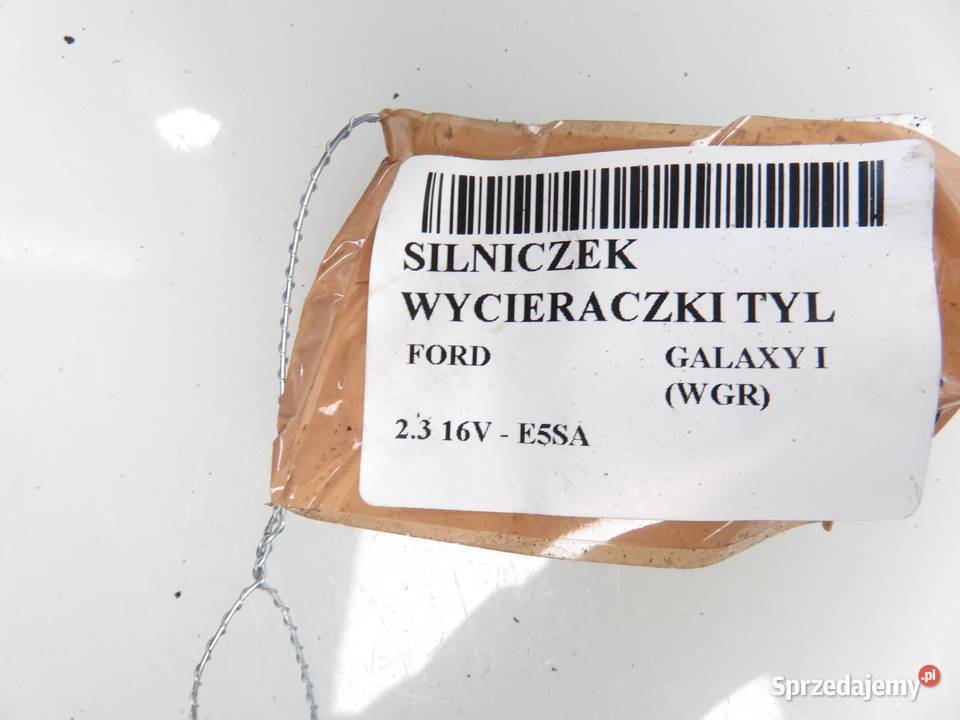 SILNICZEK
WYCIERACZKI TYL
FORD GALAXY I
(WGR)
2.3 16V - E5SA
Sprzedajemy.pl